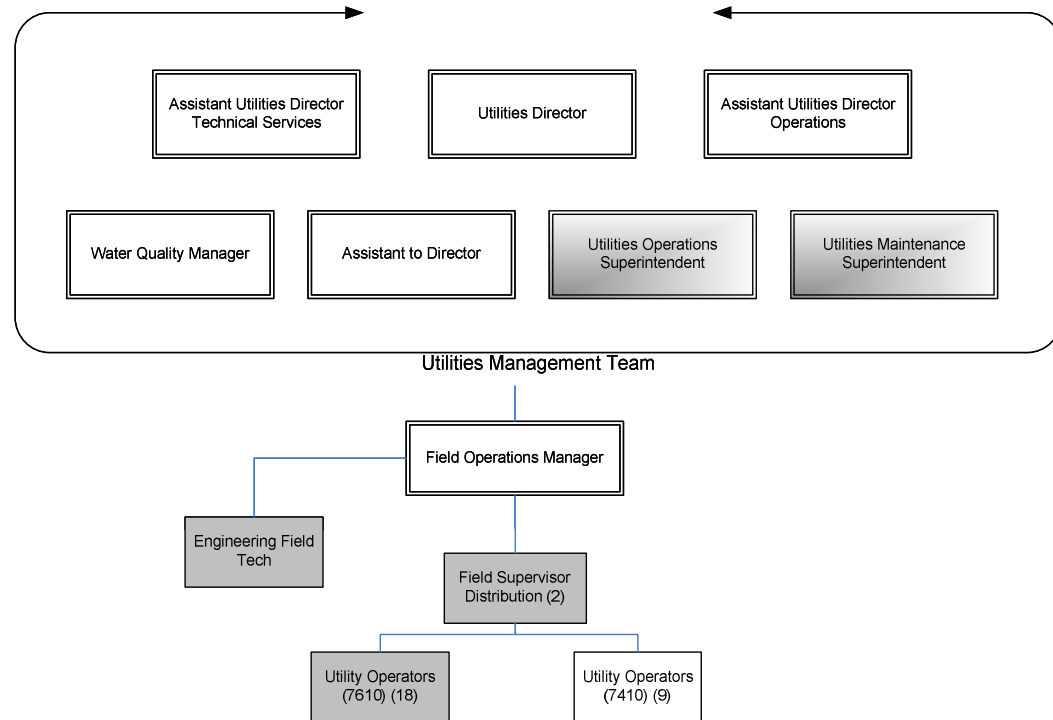 Assistant Utilities Director
Technical Services
Utilities Director
Assistant Utilities Director
Operations
Water Quality Manager
Assistant to Director
Utilities Operations
Superintendent
Utilities Maintenance
Superintendent
Utilities Management Team
Field Operations Manager
Engineering Field
Tech
Field Supervisor
Distribution (2)
Utility Operators
(7610) (18)
Utility Operators
(7410) (9)